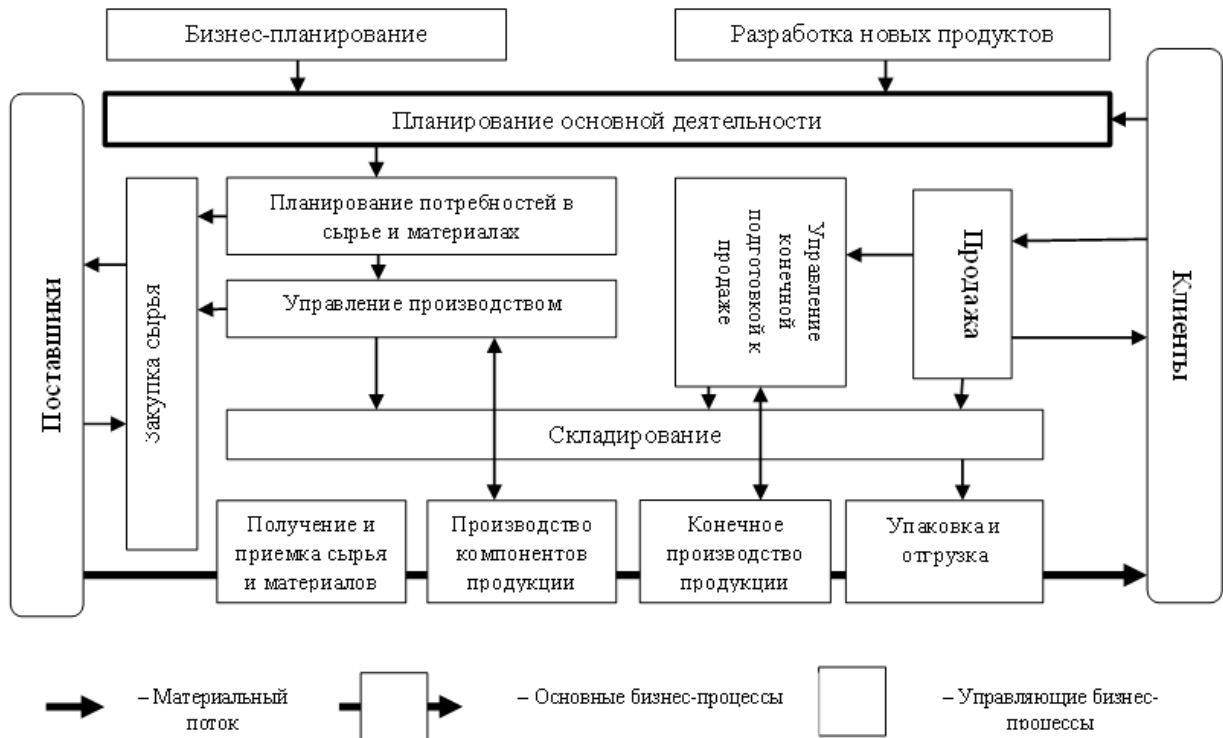 Бизнес-планирование
Разработка новых продуктов
Планирование основной деятельности
Поставшики
Закупка сырья
Планирование потребностей в
сырье и материалах
Управление производством
Управление
конечной
подготовкой к
продаже
Продажа
Клиенты
Складирование
Получение и
приемка сырья
и материалов
Производство
компонентов
продукции
Конечное
производство
продукции
Упаковка и
отгрузка
– Материальный
поток
– Основные бизнес-процессы
– Управляющие бизнес-
процессы